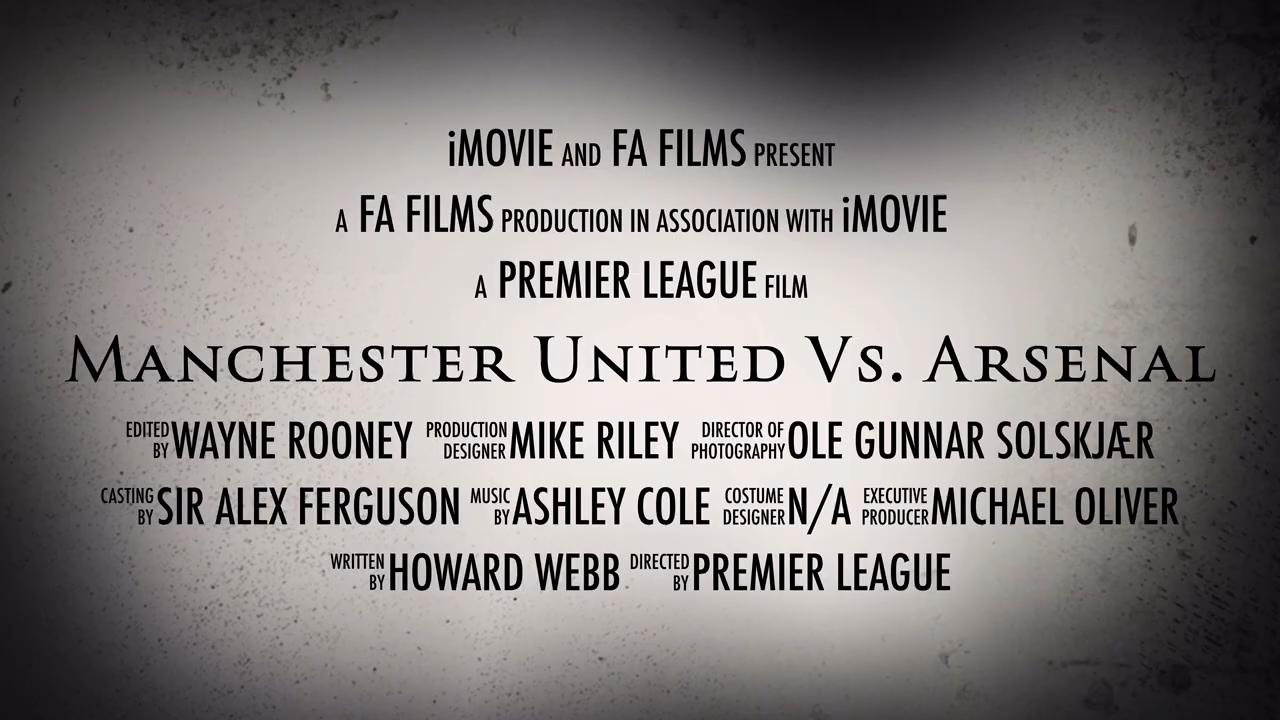 iMOVIE AND FA FILMS PRESENT
A FA FILMS PRODUCTION IN ASSOCIATION WITH iMOVIE
A PREMIER LEAGUE FILM
MANCHESTER UNITED VS. ARSENAL
EDITED BY WAYNE ROONEY PRODUCTION DESIGNER MIKE RILEY DIRECTOR OF PHOTOGRAPHY OLE GUNNAR SOLSKJÆR
CASTING BY SIR ALEX FERGUSON MUSIC BY ASHLEY COLE COSTUME DESIGNER N/A EXECUTIVE PRODUCER MICHAEL OLIVER
WRITTEN BY HOWARD WEBB DIRECTED BY PREMIER LEAGUE